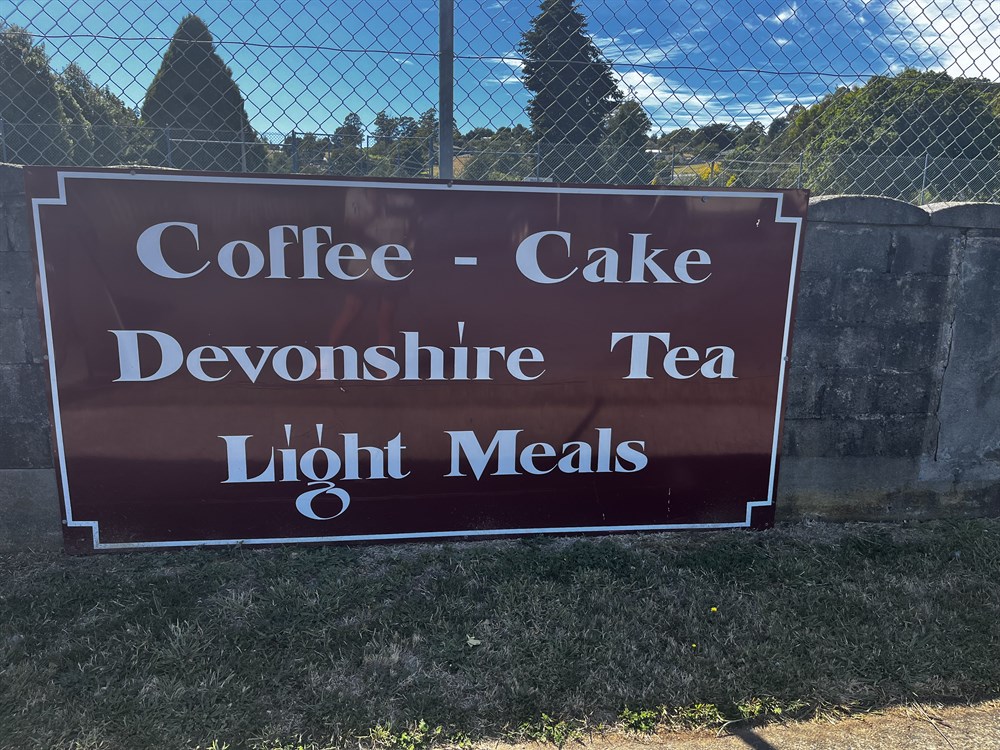 Coffee - Cake
Devonshire Tea
Light Meals